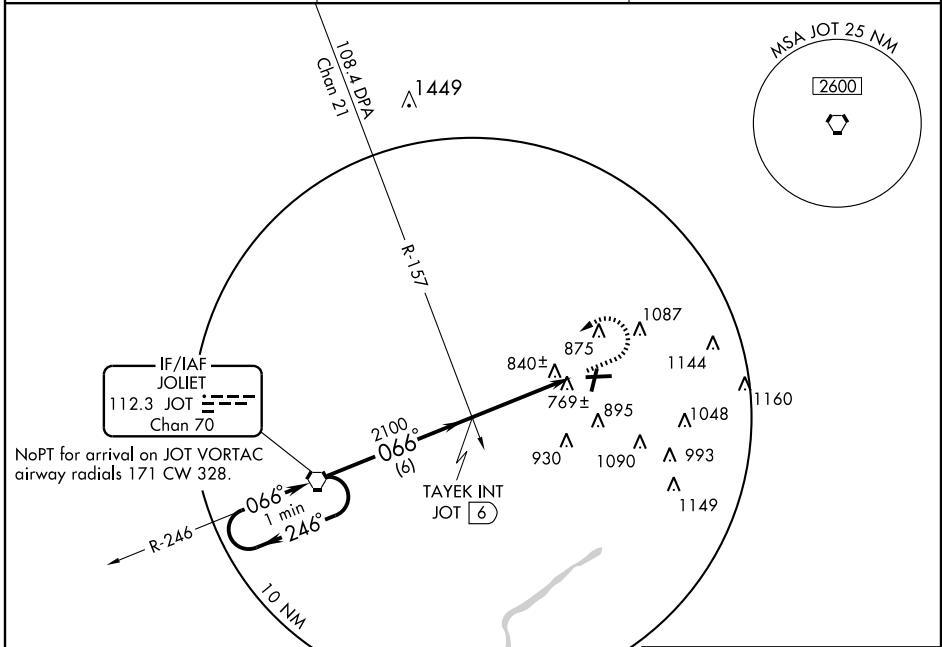 MSA JOT 25 NM
2600
108.4 DPA
Chan 21
1449
R-157
1087
875
1144
840±
1160
769±
895
1048
930
1090
993
1149
IF/IAF
JOLIET
112.3 JOT
Chan 70
NoPT for arrival on JOT VORTAC
airway radials 171 CW 328.
2100
066°
(6)
TAYEK INT
JOT 6
066°
1 min
246°
R-246
10 NM